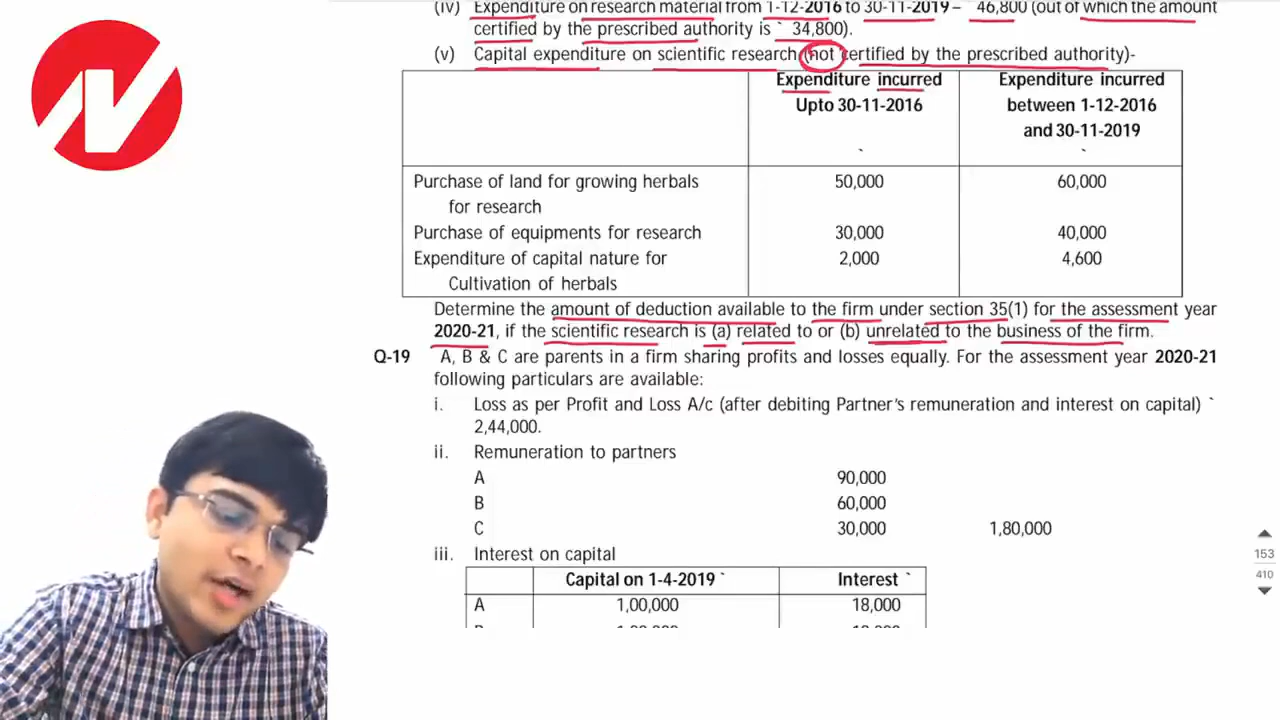 (iv) Expenditure on research material from 1-12-2016 to 30-11-2019 – ` 46,800 (out of which the amount
certified by the prescribed authority is ` 34,800).
(v) Capital expenditure on scientific research (not certified by the prescribed authority)-
Expenditure incurred Upto 30-11-2016
Expenditure incurred between 1-12-2016 and 30-11-2019
` `
Purchase of land for growing herbals for research 50,000 60,000
Purchase of equipments for research 30,000 40,000
Expenditure of capital nature for Cultivation of herbals 2,000 4,600
Determine the amount of deduction available to the firm under section 35(1) for the assessment year
2020-21, if the scientific research is (a) related to or (b) unrelated to the business of the firm.
Q-19 A, B & C are parents in a firm sharing profits and losses equally. For the assessment year 2020-21
following particulars are available:
i. Loss as per Profit and Loss A/c (after debiting Partner's remuneration and interest on capital) `
2,44,000.
ii. Remuneration to partners
A 90,000
B 60,000
C 30,000 1,80,000
iii. Interest on capital
Capital on 1-4-2019 ` Interest `
A 1,00,000 18,000
153
410